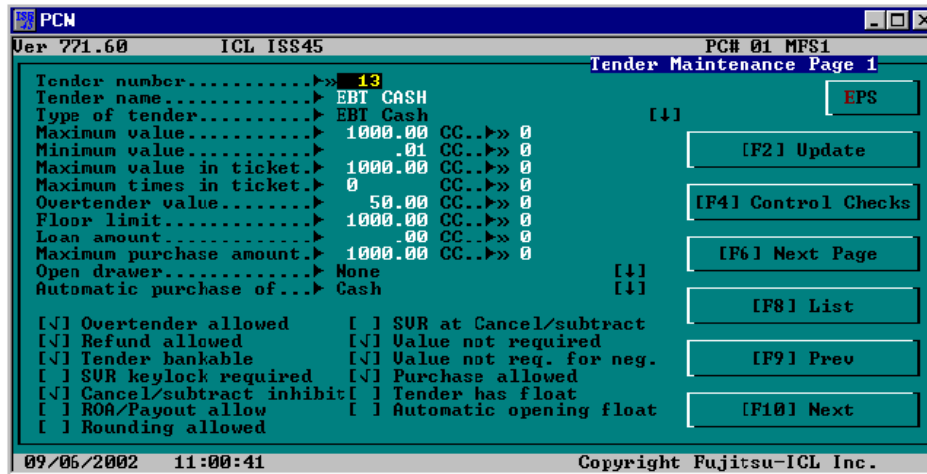 ISS 45 PCN
Ver 771.60 ICL ISS45 PC# 01 MFS1
Tender Maintenance Page 1
Tender number...........►» 13
Tender name.............► EBT CASH
EPS
Type of tender..........► EBT Cash [↓]
Maximum value...........► 1000.00 CC..►» 0
Minimum value...........► .01 CC..►» 0
[F2] Update
Maximum value in ticket.► 1000.00 CC..►» 0
Maximum times in ticket.► 0 CC..►» 0
Overtender value........► 50.00 CC..►» 0
[F4] Control Checks
Floor limit.............► 1000.00 CC..►» 0
Loan amount.............► .00 CC..►» 0
Maximum purchase amount.► 1000.00 CC..►» 0
[F6] Next Page
Open drawer.............► None [↓]
Automatic purchase of...► Cash [↓]
[F8] List
[√] Overtender allowed [ ] SVR at Cancel/subtract
[√] Refund allowed [√] Value not required
[√] Tender bankable [√] Value not req. for neg.
[F9] Prev
[ ] SVR keylock required [√] Purchase allowed
[√] Cancel/subtract inhibit[ ] Tender has float
[ ] ROA/Payout allow [ ] Automatic opening float
[F10] Next
[ ] Rounding allowed
09/06/2002 11:00:41 Copyright Fujitsu-ICL Inc.